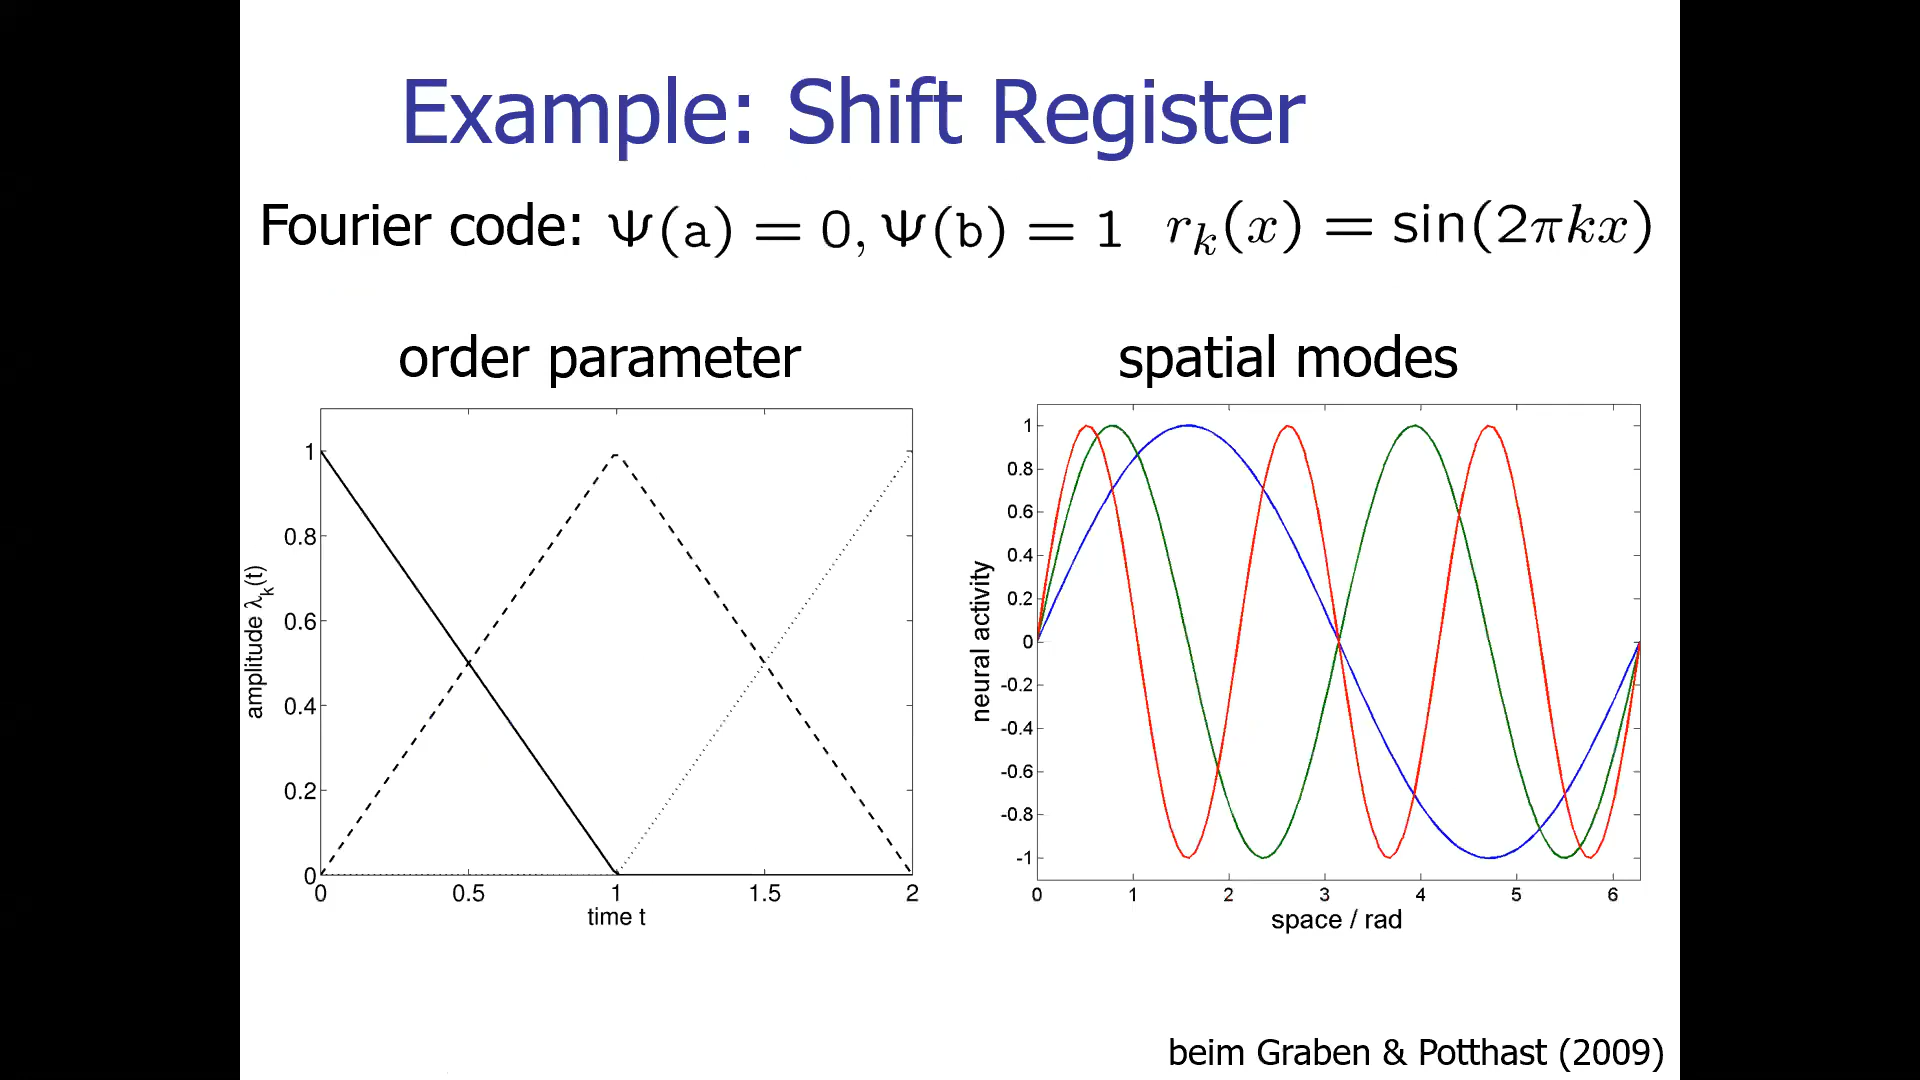 Example: Shift Register
Fourier code: Ψ(a) = 0, Ψ(b) = 1 r_k(x) = sin(2πkx)
order parameter
spatial modes
amplitude λ_k(t)
1
0.8
0.6
0.4
0.2
0
0 0.5 1 1.5 2
time t
neural activity
1
0.8
0.6
0.4
0.2
0
-0.2
-0.4
-0.6
-0.8
-1
0 1 2 3 4 5 6
space / rad
beim Graben & Potthast (2009)